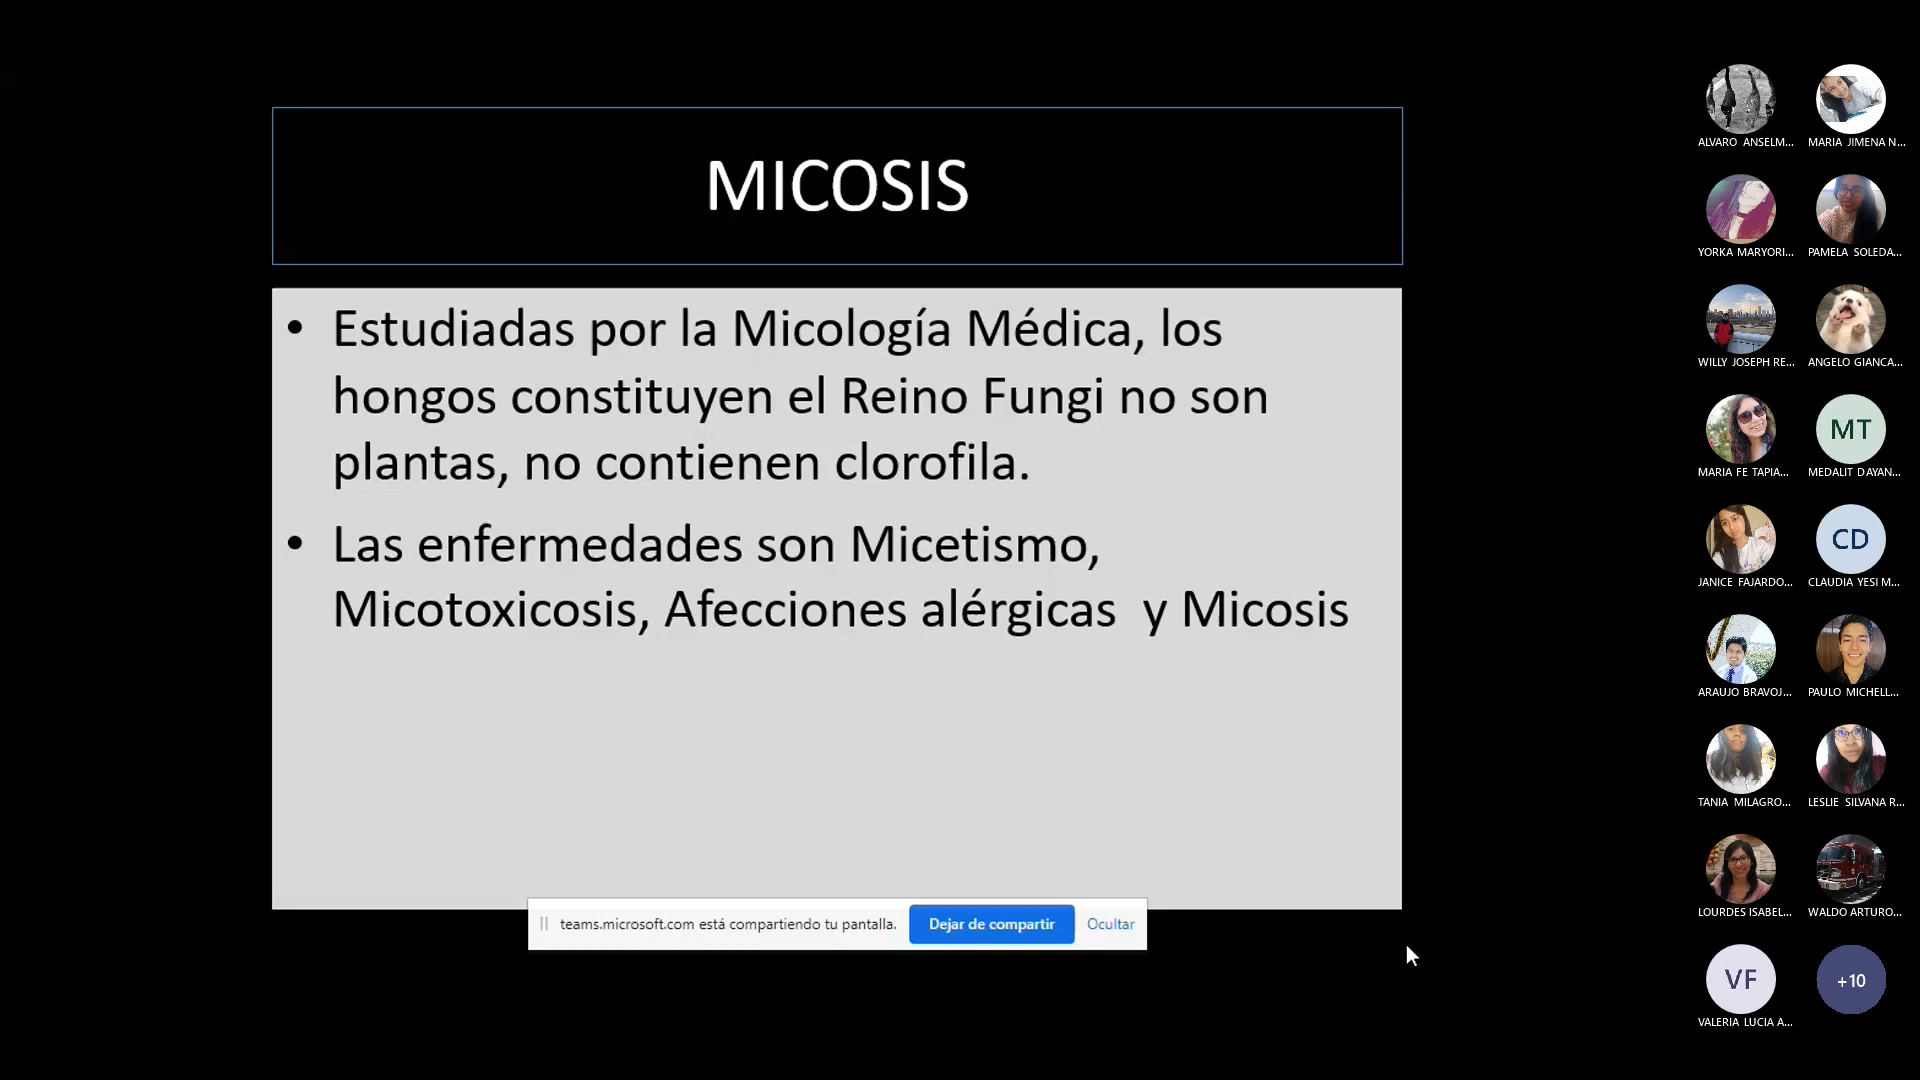 MICOSIS
• Estudiadas por la Micología Médica, los
hongos constituyen el Reino Fungi no son
plantas, no contienen clorofila.
• Las enfermedades son Micetismo,
Micotoxicosis, Afecciones alérgicas y Micosis
teams.microsoft.com está compartiendo tu pantalla.
Dejar de compartir
Ocultar
ALVARO ANSELM...
MARIA JIMENA N...
YORKA MARYORI...
PAMELA SOLEDA...
WILLY JOSEPH RE...
ANGELO GIANCA...
MARIA FE TAPIA...
MT
MEDALIT DAYAN...
JANICE FAJARDO...
CD
CLAUDIA YESI M...
ARAUJO BRAVOJ...
PAULO MICHELL...
TANIA MILAGRO...
LESLIE SILVANA R...
LOURDES ISABEL...
WALDO ARTURO...
VF
VALERIA LUCIA A...
+10